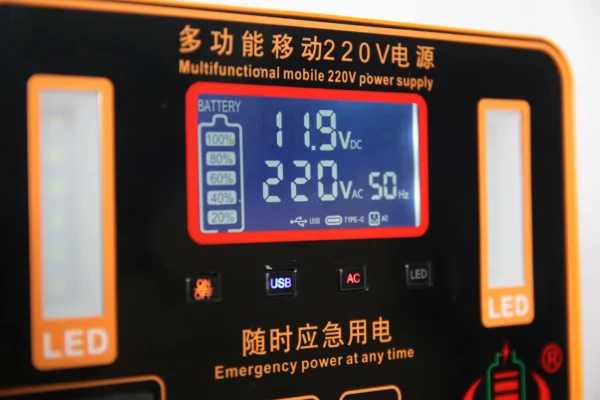 多功能移动220V电源
Multifunctional mobile 220V power supply
BATTERY
100%
80%
60%
40%
20%
11.9VDC
220VAC 50Hz
USB TYPE-C AC
ON OFF
USB
AC
LED
LED
LED
随时应急用电
Emergency power at any time
®